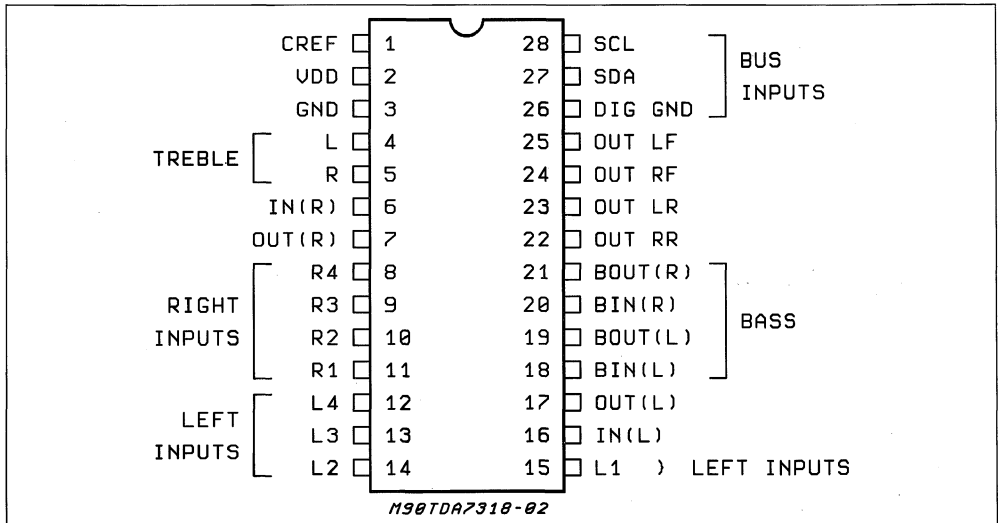 CREF 1 28 SCL
VDD 2 27 SDA
BUS INPUTS
GND 3 26 DIG GND
L 4 25 OUT LF
TREBLE
R 5 24 OUT RF
IN(R) 6 23 OUT LR
OUT(R) 7 22 OUT RR
R4 8 21 BOUT(R)
RIGHT INPUTS
R3 9 20 BIN(R)
BASS
R2 10 19 BOUT(L)
R1 11 18 BIN(L)
L4 12 17 OUT(L)
LEFT INPUTS
L3 13 16 IN(L)
L2 14 15 L1 ) LEFT INPUTS
M90TDA7318-02